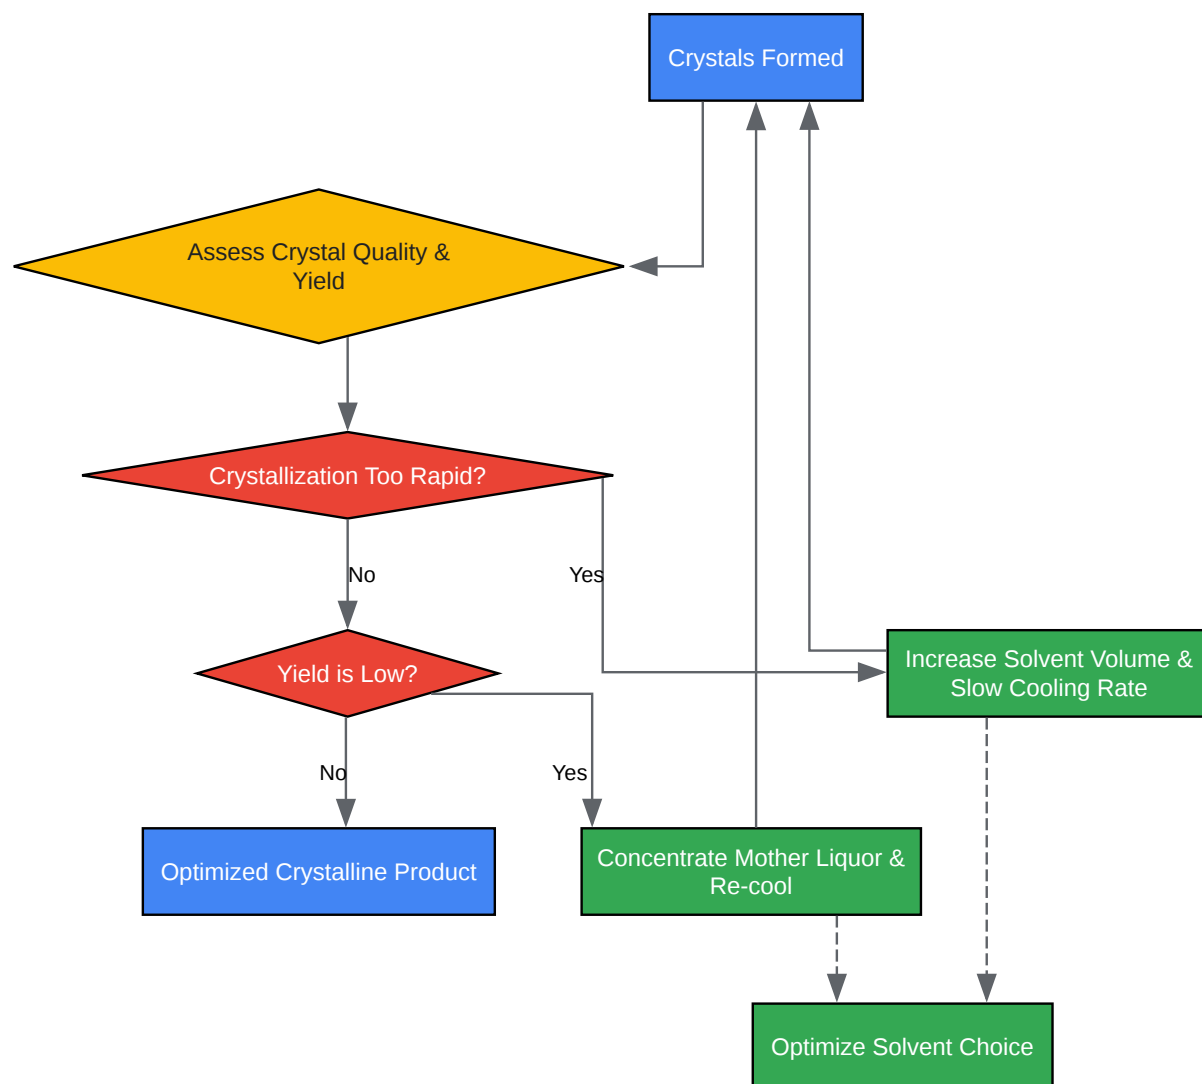 Crystals Formed
Assess Crystal Quality &
Yield
Crystallization Too Rapid?
No
Yes
Increase Solvent Volume &
Slow Cooling Rate
Yield is Low?
No
Yes
Optimized Crystalline Product
Concentrate Mother Liquor &
Re-cool
Optimize Solvent Choice